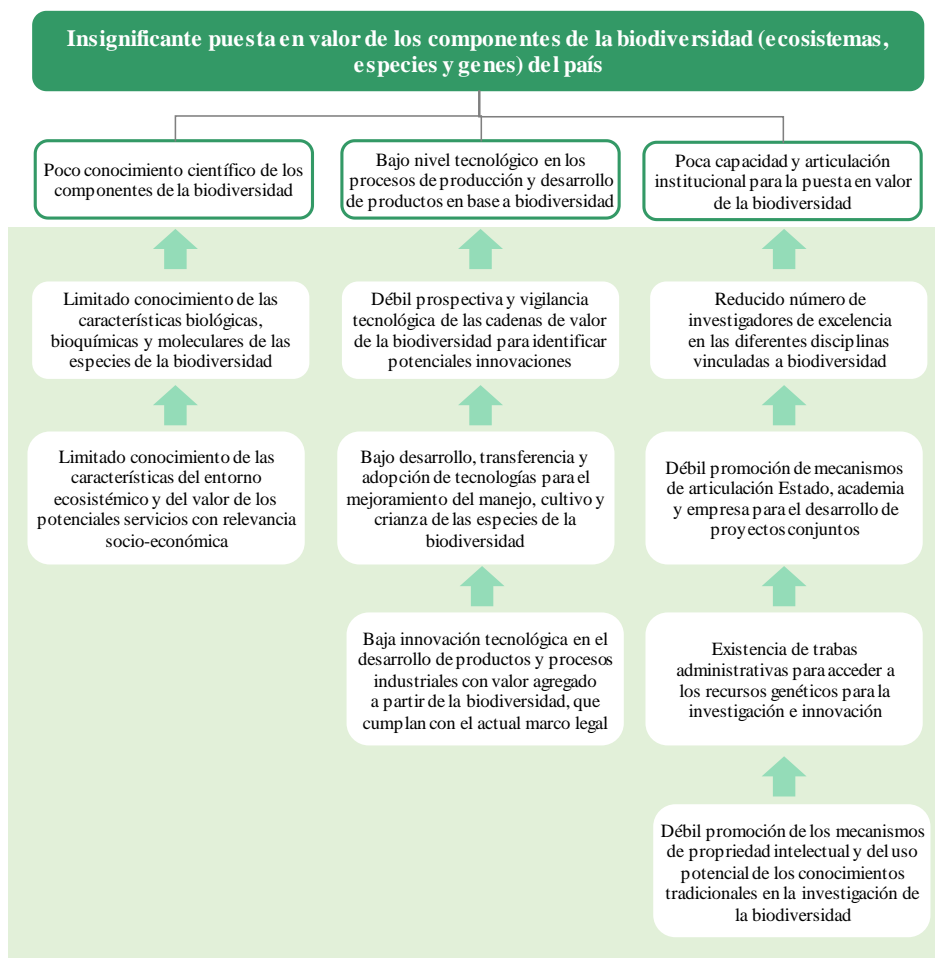 Insignificante puesta en valor de los componentes de la biodiversidad (ecosistemas,
especies y genes) del país
Poco conocimiento científico de los
componentes de la biodiversidad
Bajo nivel tecnológico en los
procesos de producción y desarrollo
de productos en base a biodiversidad
Poca capacidad y articulación
institucional para la puesta en valor
de la biodiversidad
Limitado conocimiento de las
características biológicas,
bioquímicas y moleculares de las
especies de la biodiversidad
Débil prospectiva y vigilancia
tecnológica de las cadenas de valor
de la biodiversidad para identificar
potenciales innovaciones
Reducido número de
investigadores de excelencia
en las diferentes disciplinas
vinculadas a biodiversidad
Limitado conocimiento de las
características del entorno
ecosistémico y del valor de los
potenciales servicios con relevancia
socio-económica
Bajo desarrollo, transferencia y
adopción de tecnologías para el
mejoramiento del manejo, cultivo y
crianza de las especies de la
biodiversidad
Débil promoción de mecanismos
de articulación Estado, academia
y empresa para el desarrollo de
proyectos conjuntos
Baja innovación tecnológica en el
desarrollo de productos y procesos
industriales con valor agregado
a partir de la biodiversidad, que
cumplan con el actual marco legal
Existencia de trabas
administrativas para acceder a
los recursos genéticos para la
investigación e innovación
Débil promoción de los mecanismos
de propriedad intelectual y del uso
potencial de los conocimientos
tradicionales en la investigación de
la biodiversidad